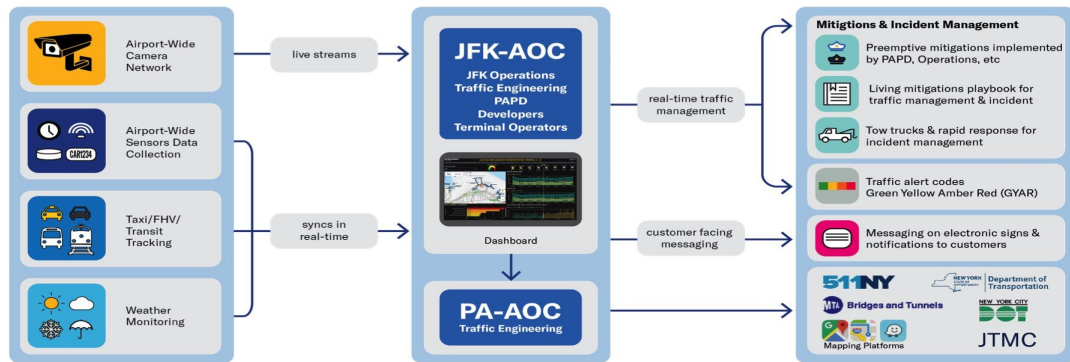 Airport-Wide
Camera
Network
Airport-Wide
Sensors Data
Collection
CAR1234
Taxi/FHV/
Transit
Tracking
Weather
Monitoring
live streams
syncs in
real-time
JFK-AOC
JFK Operations
Traffic Engineering
PAPD
Developers
Terminal Operators
Dashboard
PA-AOC
Traffic Engineering
real-time traffic
management
customer facing
messaging
Mitigtions & Incident Management
Preemptive mitigations implemented
by PAPD, Operations, etc
Living mitigations playbook for
traffic management & incident
Tow trucks & rapid response for
incident management
Traffic alert codes
Green Yellow Amber Red (GYAR)
Messaging on electronic signs &
notifications to customers
511NY
NEW YORK
STATE OF
OPPORTUNITY.
Department of
Transportation
MTA Bridges and Tunnels
NEW YORK CITY
DOT
G
Mapping Platforms
JTMC